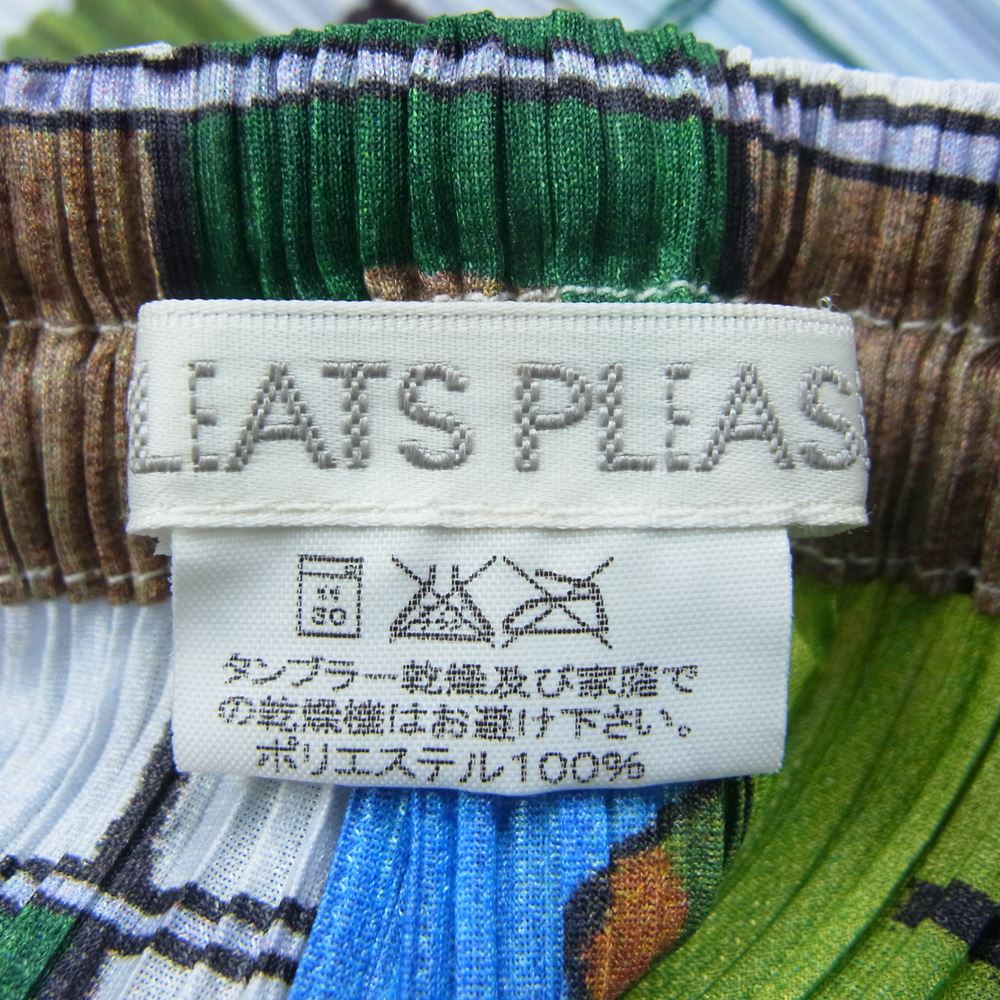 LEATS PLEAS
30
タンブラー乾燥及び家庭で
の乾燥機はお避け下さい。
ポリエステル100%